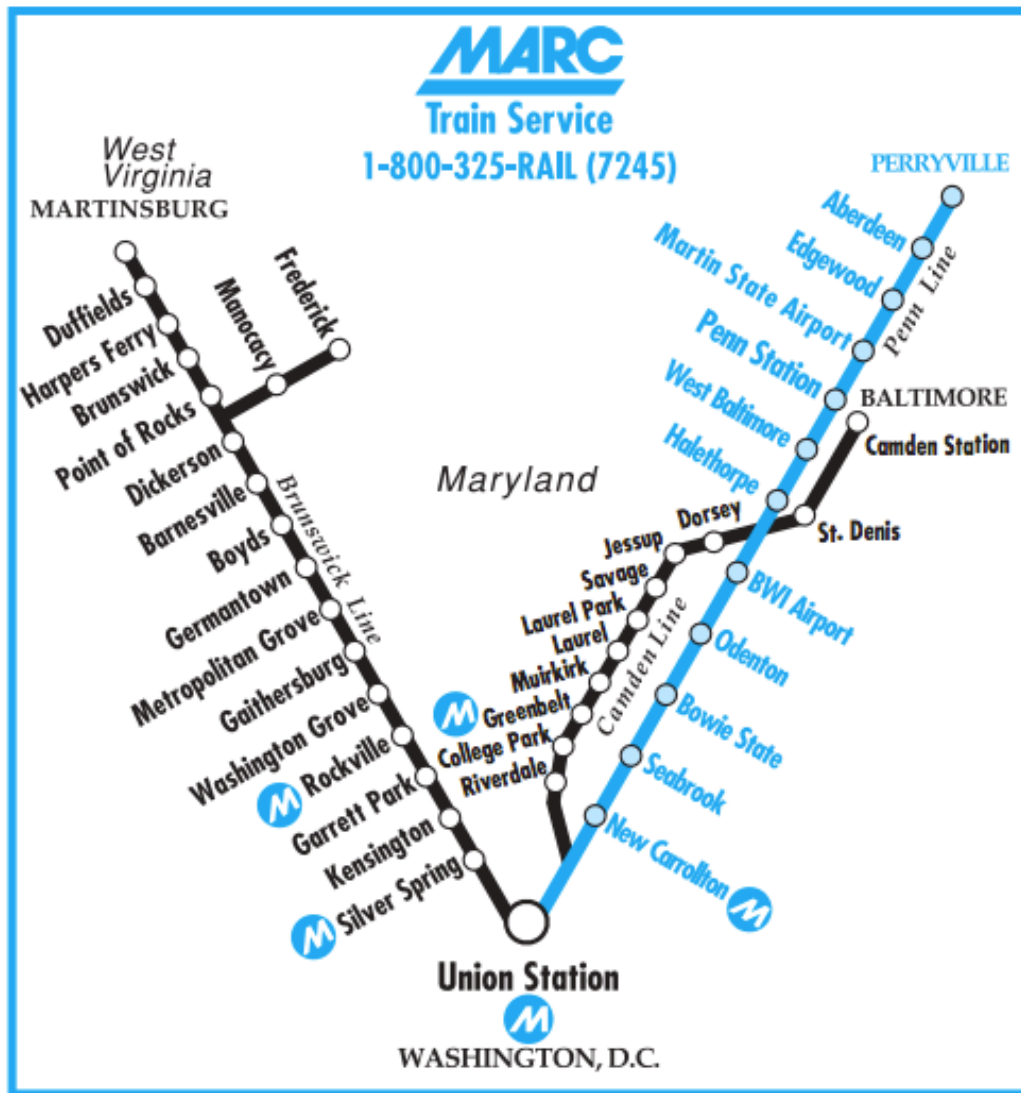 MARC
Train Service
1-800-325-RAIL (7245)
West
Virginia
MARTINSBURG
Duffields
Harpers Ferry
Brunswick
Point of Rocks
Manocacy
Frederick
Dickerson
Barnesville
Boyds
Germantown
Metropolitan Grove
Gaithersburg
Washington Grove
M Rockville
Garrett Park
Kensington
M Silver Spring
Brunswick Line
Maryland
PERRYVILLE
Aberdeen
Edgewood
Martin State Airport
Penn Station
West Baltimore
Halethorpe
Penn Line
BWI Airport
Odenton
Bowie State
Seabrook
New Carrollton M
BALTIMORE
Camden Station
St. Denis
Dorsey
Jessup
Savage
Laurel Park
Laurel
Muirkirk
M Greenbelt
College Park
Riverdale
Camden Line
Union Station
M
WASHINGTON, D.C.